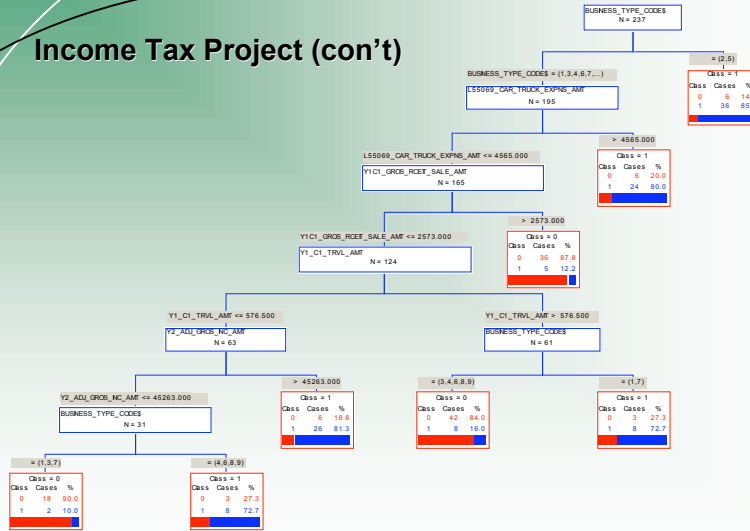 Income Tax Project (con't)
BUSINESS_TYPE_CODE$
N = 237
BUSINESS_TYPE_CODE$ = (1,3,4,6,7,...)
L55069_CAR_TRUCK_EXPNS_AMT
N = 195
= (2,5)
Class = 1
Class Cases %
0 6 14
1 36 85
L55069_CAR_TRUCK_EXPNS_AMT <= 4565.000
Y1C1_GROS_RCEIT_SALE_AMT
N = 165
> 4565.000
Class = 1
Class Cases %
0 6 20.0
1 24 80.0
Y1C1_GROS_RCEIT_SALE_AMT <= 2573.000
Y1_C1_TRVL_AMT
N = 124
> 2573.000
Class = 0
Class Cases %
0 36 87.8
1 5 12.2
Y1_C1_TRVL_AMT <= 576.500
Y2_ADJ_GROS_NC_AMT
N = 63
Y1_C1_TRVL_AMT > 576.500
BUSINESS_TYPE_CODE$
N = 61
Y2_ADJ_GROS_NC_AMT <= 45263.000
BUSINESS_TYPE_CODE$
N = 31
> 45263.000
Class = 1
Class Cases %
0 6 18.8
1 26 81.3
= (3,4,6,8,9)
Class = 0
Class Cases %
0 42 84.0
1 8 16.0
= (1,7)
Class = 1
Class Cases %
0 3 27.3
1 8 72.7
= (1,3,7)
Class = 0
Class Cases %
0 18 90.0
1 2 10.0
= (4,6,8,9)
Class = 1
Class Cases %
0 3 27.3
1 8 72.7